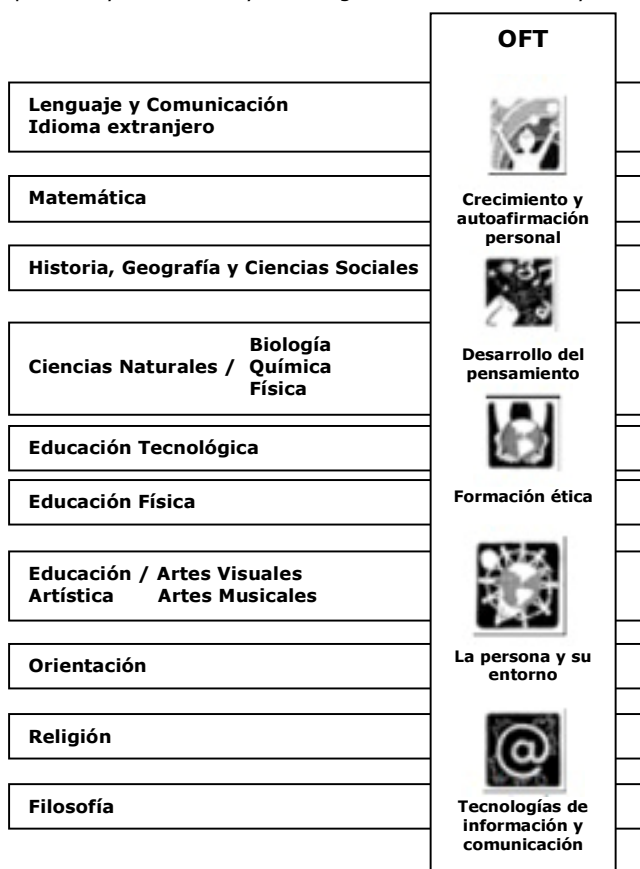 OFT
Lenguaje y Comunicación
Idioma extranjero
Matemática
Historia, Geografía y Ciencias Sociales
Biología
Ciencias Naturales / Química
Física
Educación Tecnológica
Educación Física
Educación / Artes Visuales
Artística Artes Musicales
Orientación
Religión
Filosofía
Crecimiento y
autoafirmación
personal
Desarrollo del
pensamiento
Formación ética
La persona y su
entorno
@
Tecnologías de
información y
comunicación